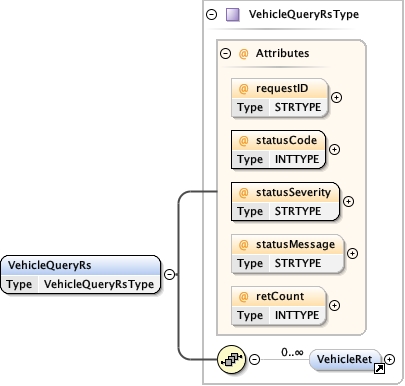 VehicleQueryRsType
@ Attributes
@ requestID
Type STRTYPE
@ statusCode
Type INTTYPE
@ statusSeverity
Type STRTYPE
@ statusMessage
Type STRTYPE
@ retCount
Type INTTYPE
VehicleQueryRs
Type VehicleQueryRsType
0..∞
VehicleRet